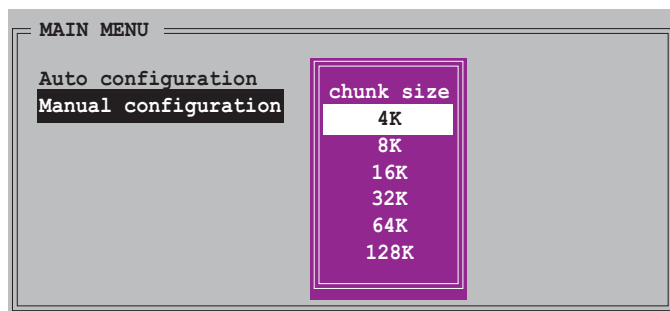 MAIN MENU
Auto configuration
Manual configuration
chunk size
4K
8K
16K
32K
64K
128K